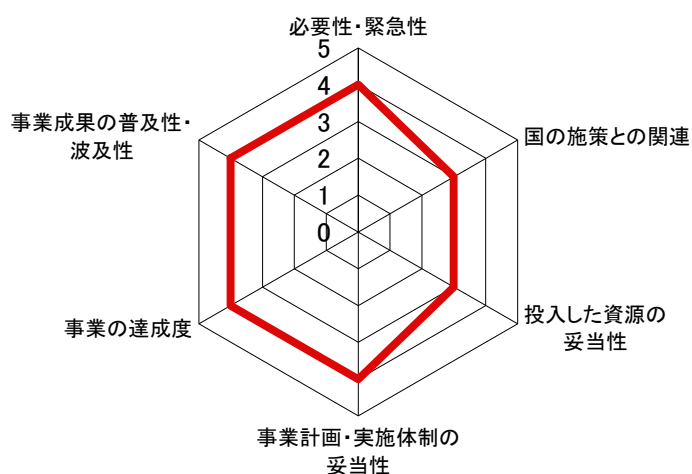 必要性・緊急性
5
4
3
2
1
0
事業成果の普及性・
波及性
国の施策との関連
事業の達成度
投入した資源の
妥当性
事業計画・実施体制の
妥当性